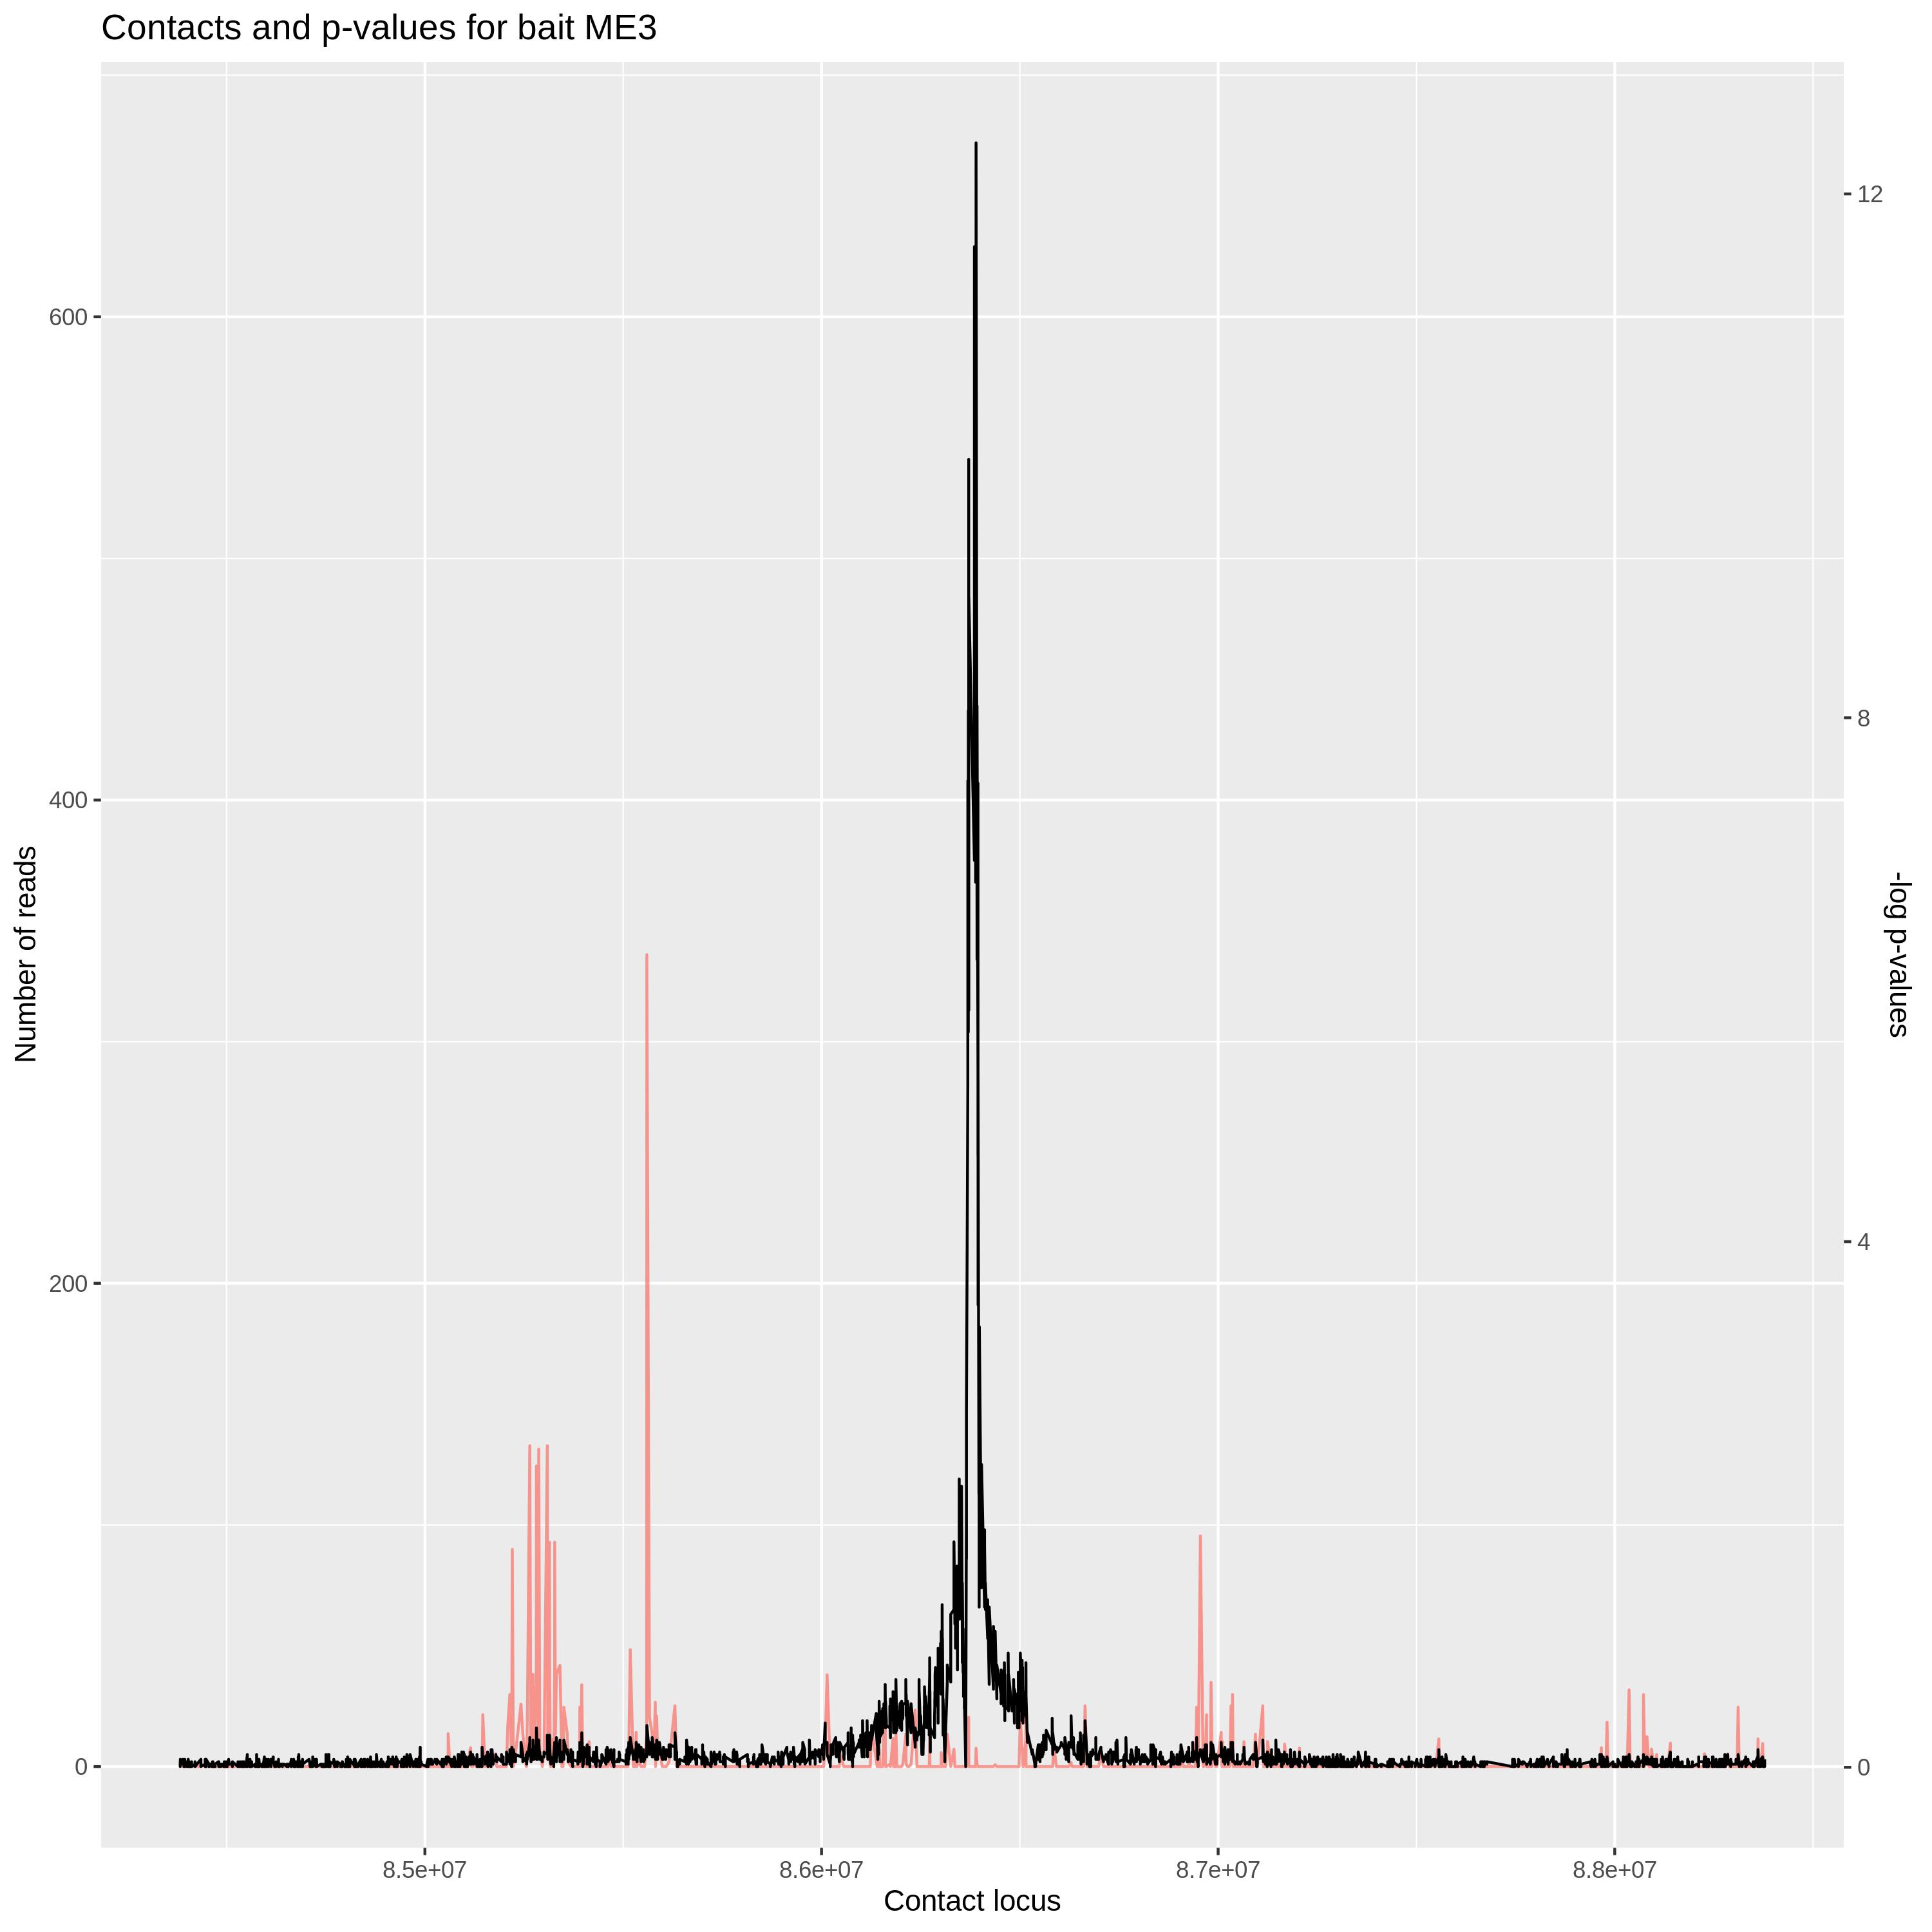 Contacts and p-values for bait ME3
Number of reads
600
400
200
0
12
8
4
0
-log p-values
8.5e+07 8.6e+07 8.7e+07 8.8e+07
Contact locus